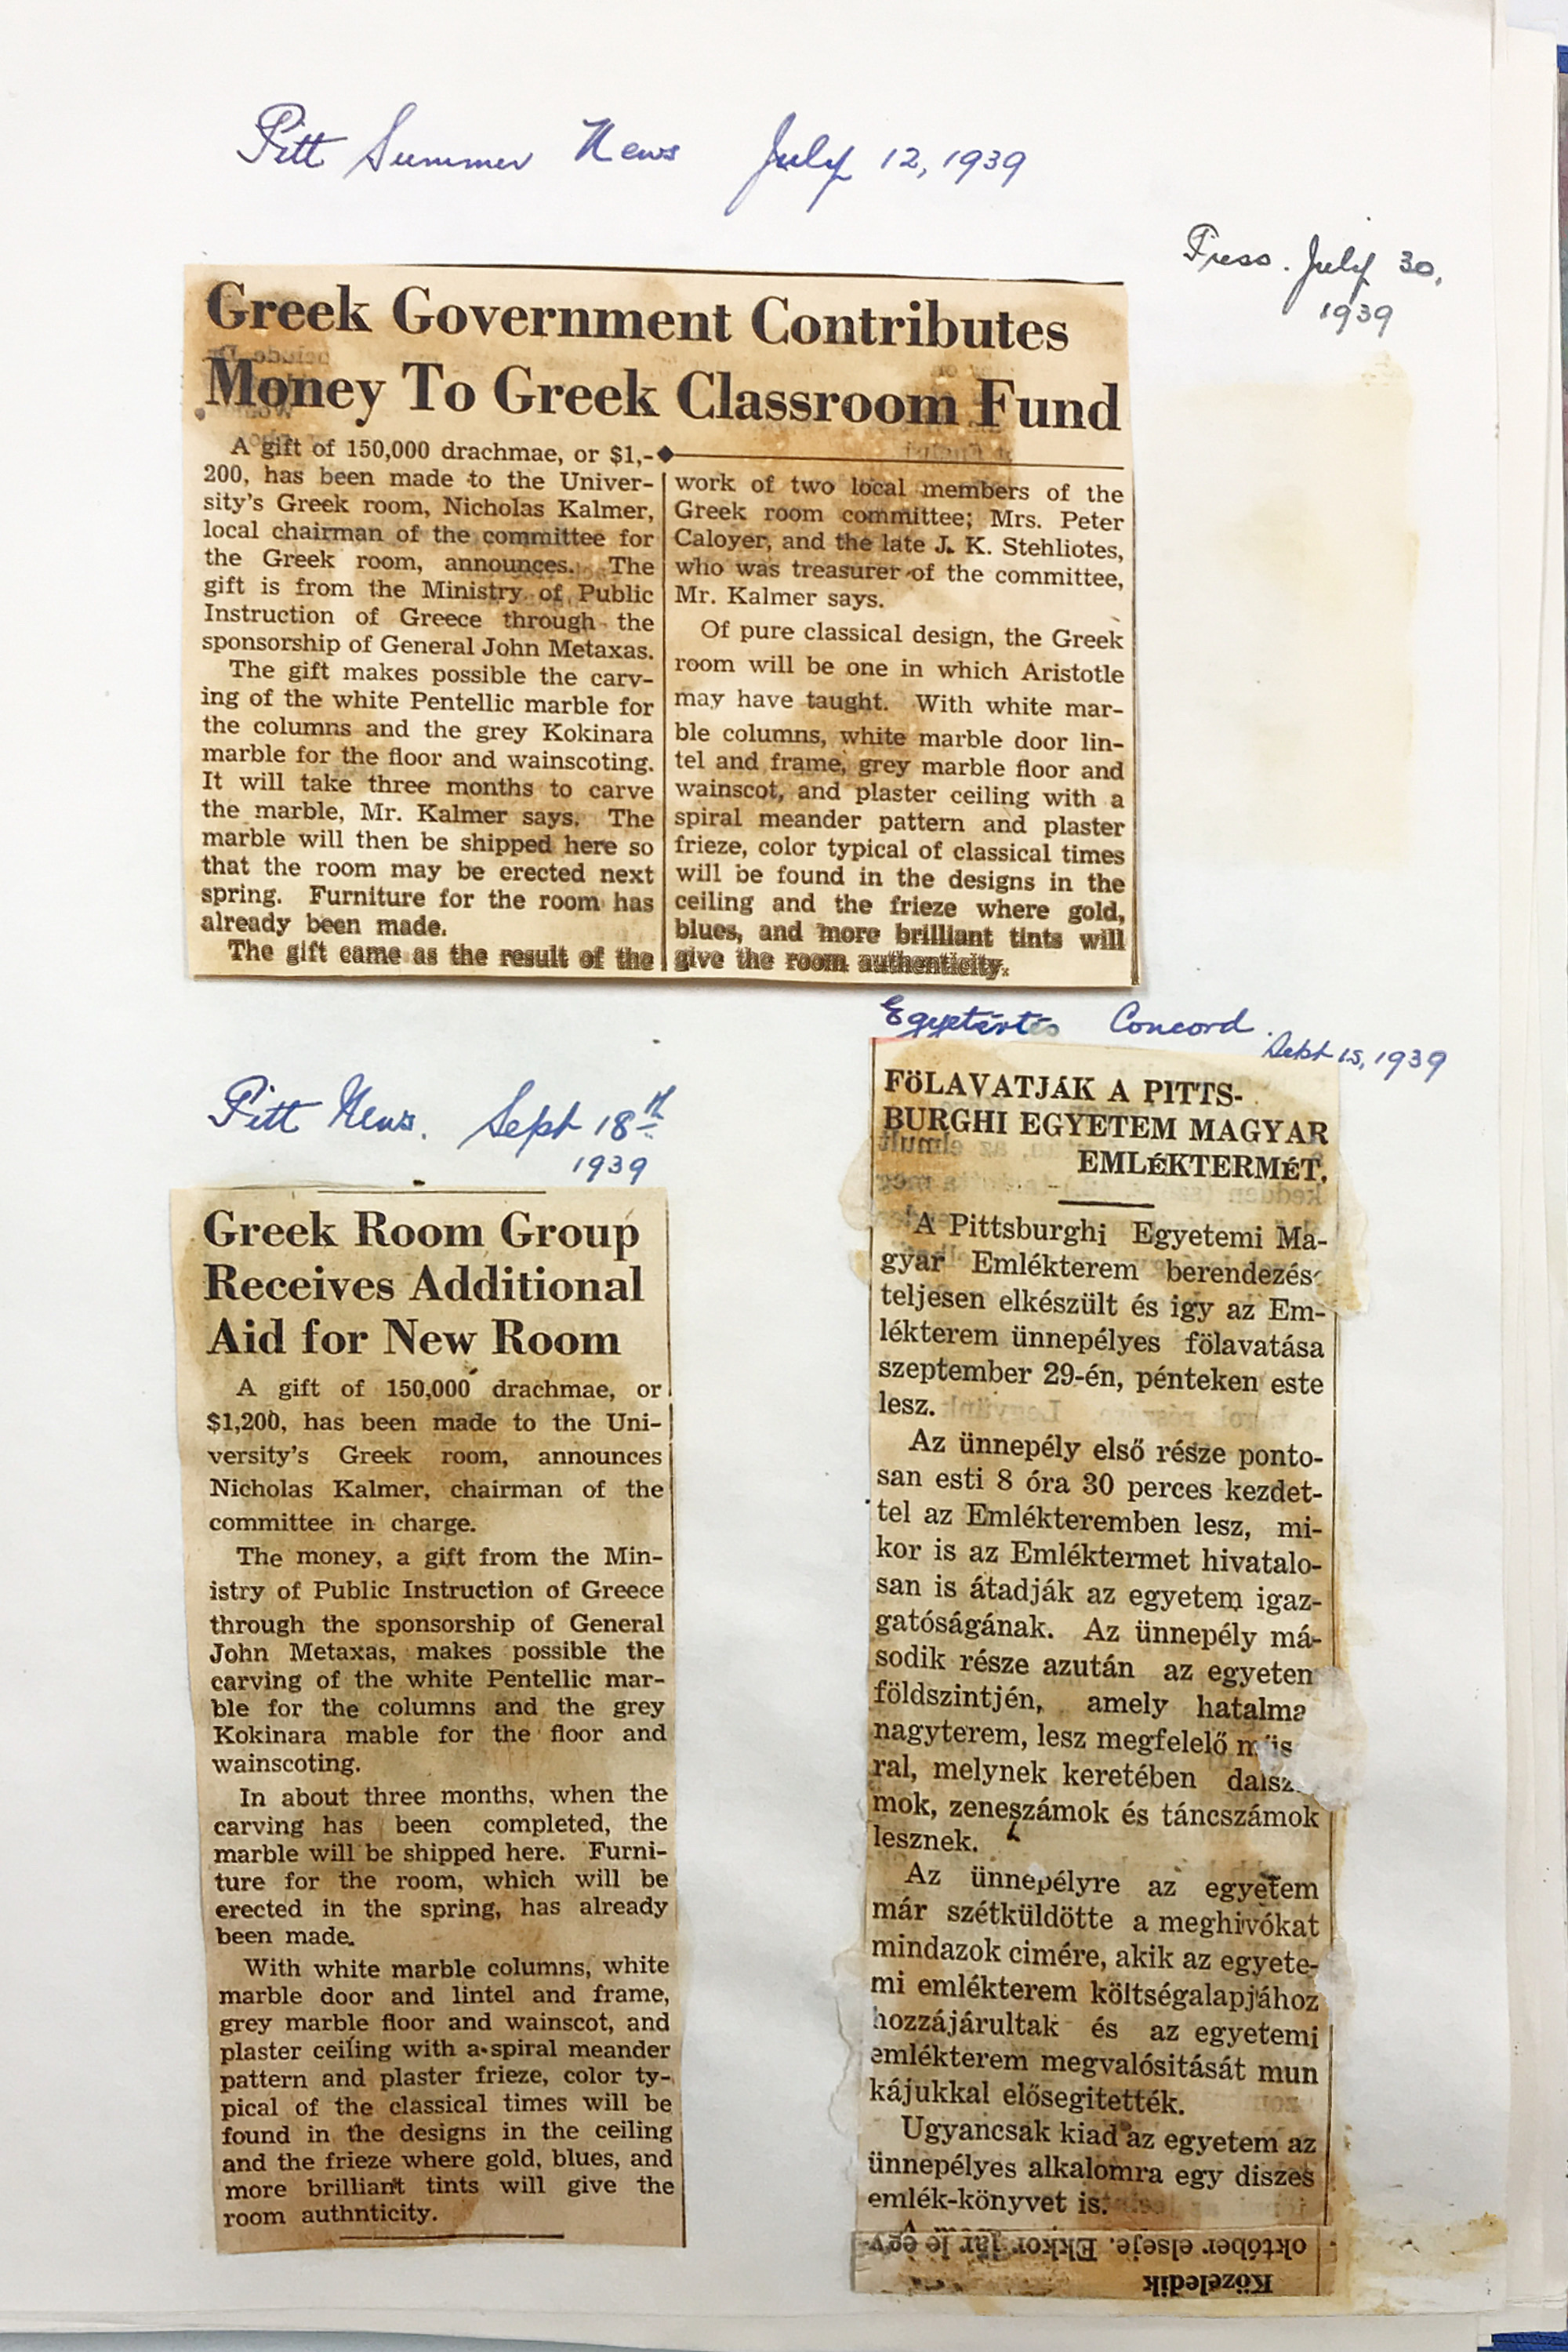 Pitt Summer News July 12, 1939
Press. July 30,
1939
Greek Government Contributes
Money To Greek Classroom Fund
A gift of 150,000 drachmae, or $1,-
200, has been made to the Univer-
sity's Greek room, Nicholas Kalmer,
local chairman of the committee for
the Greek room, announces. The
gift is from the Ministry of Public
Instruction of Greece through the
sponsorship of General John Metaxas.
The gift makes possible the carv-
ing of the white Pentellic marble for
the columns and the grey Kokinara
marble for the floor and wainscoting.
It will take three months to carve
the marble, Mr. Kalmer says. The
marble will then be shipped here so
that the room may be erected next
spring. Furniture for the room has
already been made.
The gift came as the result of the
work of two local members of the
Greek room committee; Mrs. Peter
Caloyer, and the late J. K. Stehliotes,
who was treasurer of the committee,
Mr. Kalmer says.
Of pure classical design, the Greek
room will be one in which Aristotle
may have taught. With white mar-
ble columns, white marble door lin-
tel and frame, grey marble floor and
wainscot, and plaster ceiling with a
spiral meander pattern and plaster
frieze, color typical of classical times
will be found in the designs in the
ceiling and the frieze where gold,
blues, and more brilliant tints will
give the room authenticity.
Pitt News. Sept 18th
1939
Greek Room Group
Receives Additional
Aid for New Room
A gift of 150,000 drachmae, or
$1,200, has been made to the Uni-
versity's Greek room, announces
Nicholas Kalmer, chairman of the
committee in charge.
The money, a gift from the Min-
istry of Public Instruction of Greece
through the sponsorship of General
John Metaxas, makes possible the
carving of the white Pentellic mar-
ble for the columns and the grey
Kokinara mable for the floor and
wainscoting.
In about three months, when the
carving has been completed, the
marble will be shipped here. Furni-
ture for the room, which will be
erected in the spring, has already
been made.
With white marble columns, white
marble door and lintel and frame,
grey marble floor and wainscot, and
plaster ceiling with a spiral meander
pattern and plaster frieze, color ty-
pical of the classical times will be
found in the designs in the ceiling
and the frieze where gold, blues, and
more brilliant tints will give the
room authnticity.
Egyetértés Concord.
Sept 15, 1939
FÖLAVATJÁK A PITTS-
BURGHI EGYETEM MAGYAR
EMLÉKTERMÉT.
A Pittsburghi Egyetemi Ma-
gyar Emlékterem berendezés
teljesen elkészült és igy az Em-
lékterem ünnepélyes fölavatása
szeptember 29-én, pénteken este
lesz.
Az ünnepély első része ponto-
san esti 8 óra 30 perces kezdet-
tel az Emlékteremben lesz, mi-
kor is az Emléktermet hivatalo-
san is átadják az egyetem igaz-
gatóságának. Az ünnepély má-
sodik része azután az egyetem
földszintjén, amely hatalma
nagyterem, lesz megfelelő
ral, melynek keretében
mok, zeneszámok és táncszámok
lesznek.
Az ünnepélyre az egyetem
már szétküldötte a meghivókat
mindazok cimére, akik az egyete-
mi emlékterem költségalapjához
hozzájárultak és az egyetemi
emlékterem megvalósitását mun
kájukkal elősegitették.
Ugyancsak kiad az egyetem az
ünnepélyes alkalomra egy diszes
emlék-könyvet is.
október elseje. Ekkor jár le egy
Közeledik